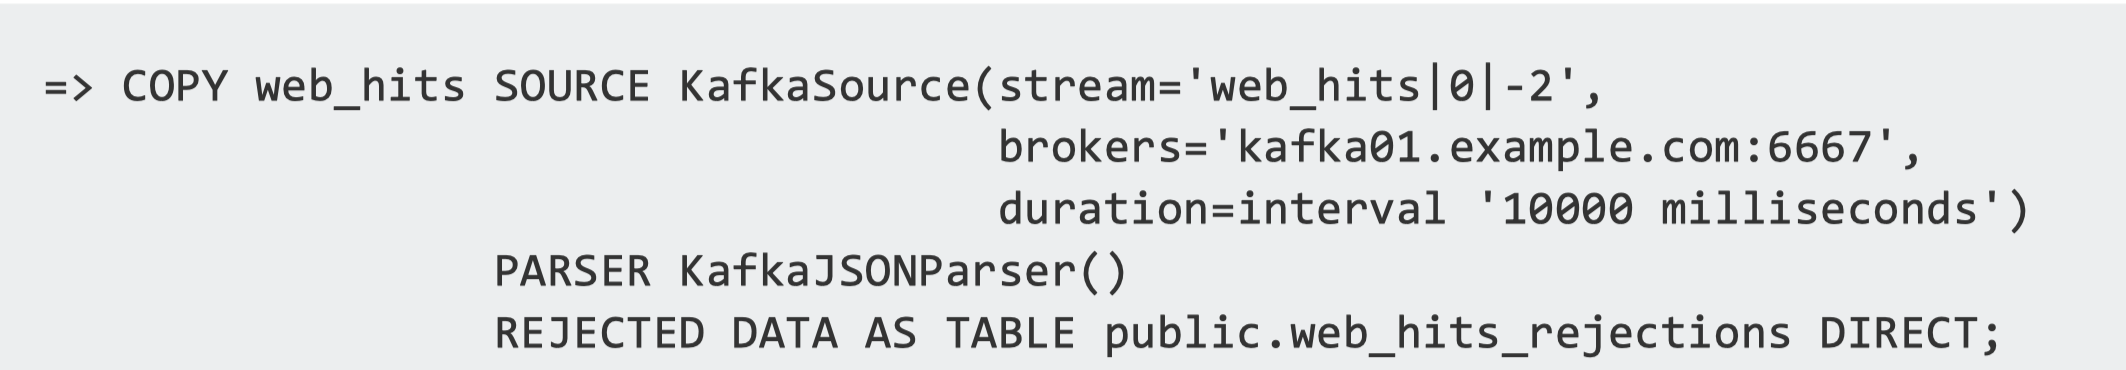 => COPY web_hits SOURCE KafkaSource(stream='web_hits|0|-2',
                                    brokers='kafka01.example.com:6667',
                                    duration=interval '10000 milliseconds')
                 PARSER KafkaJSONParser()
                 REJECTED DATA AS TABLE public.web_hits_rejections DIRECT;